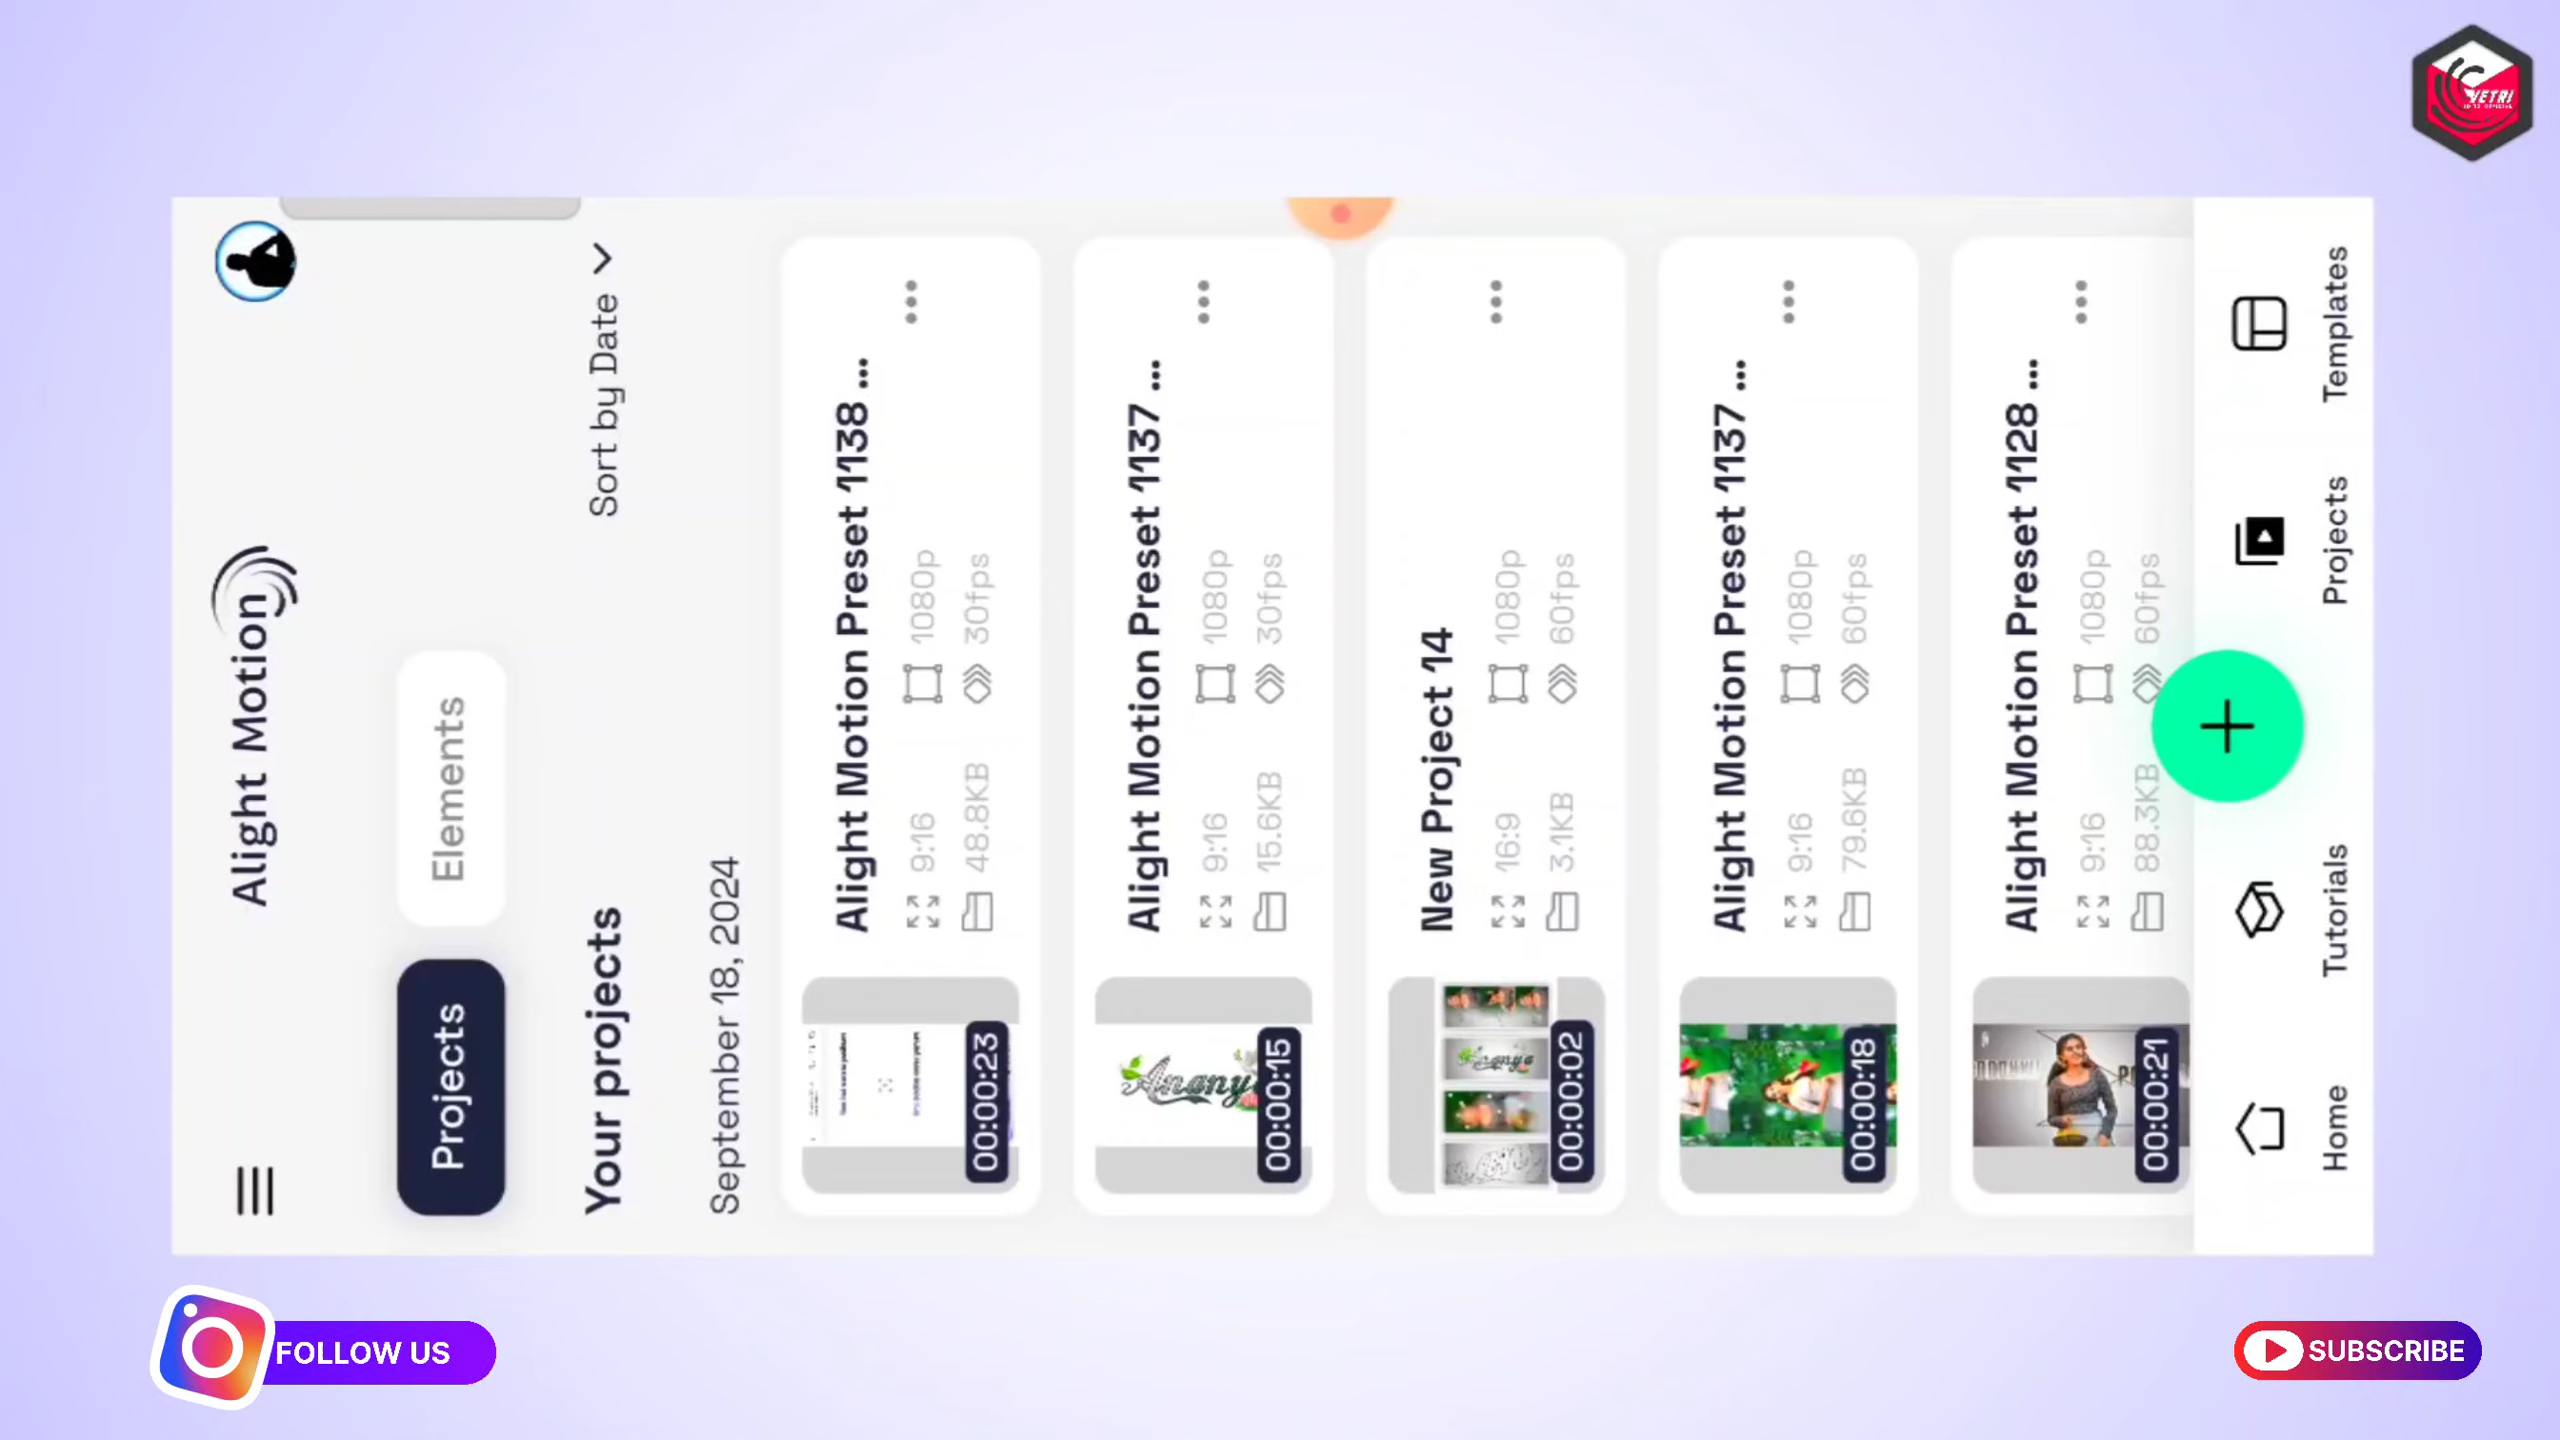 VETRI
Alight Motion
Projects
Elements
Your projects
Sort by Date
September 18, 2024
Alight Motion Preset 1138 ...
9:16
1080p
48.8KB
30fps
00:00:23
Alight Motion Preset 1137 ...
9:16
1080p
15.6KB
30fps
Ananya
00:00:15
New Project 14
16:9
1080p
3.1KB
60fps
00:00:02
Alight Motion Preset 1137 ...
9:16
1080p
79.6KB
60fps
00:00:18
Alight Motion Preset 1128 ...
9:16
1080p
88.3KB
60fps
00:00:21
Home
Tutorials
Projects
Templates
FOLLOW US
SUBSCRIBE